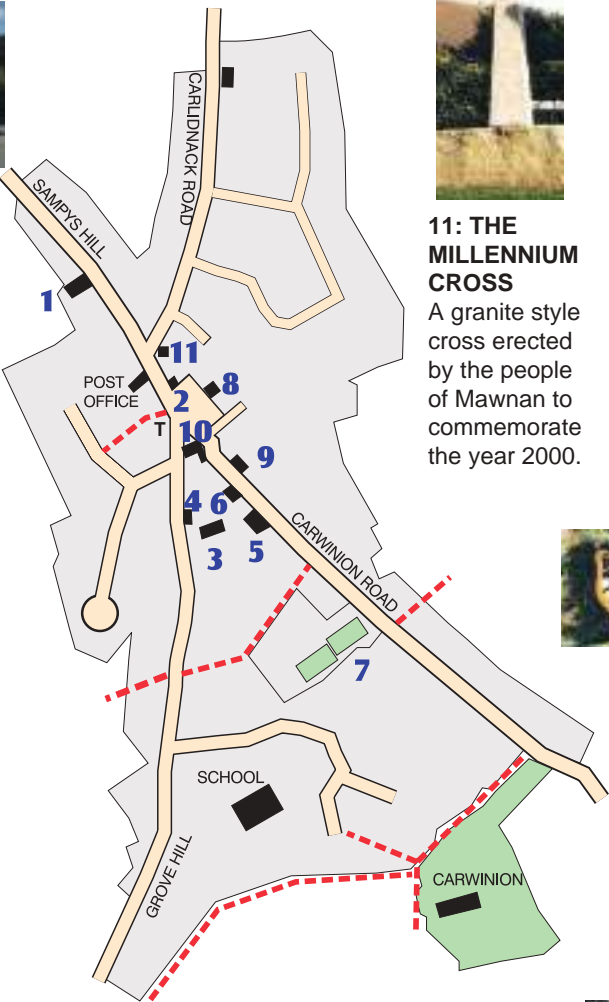 CARLIDNACK ROAD
SAMPYS HILL
1
11
POST
OFFICE
2
8
T
10
9
4
6
3
5
CARWINION ROAD
7
SCHOOL
GROVE HILL
CARWINION
11: THE
MILLENNIUM
CROSS
A granite style
cross erected
by the people
of Mawnan to
commemorate
the year 2000.